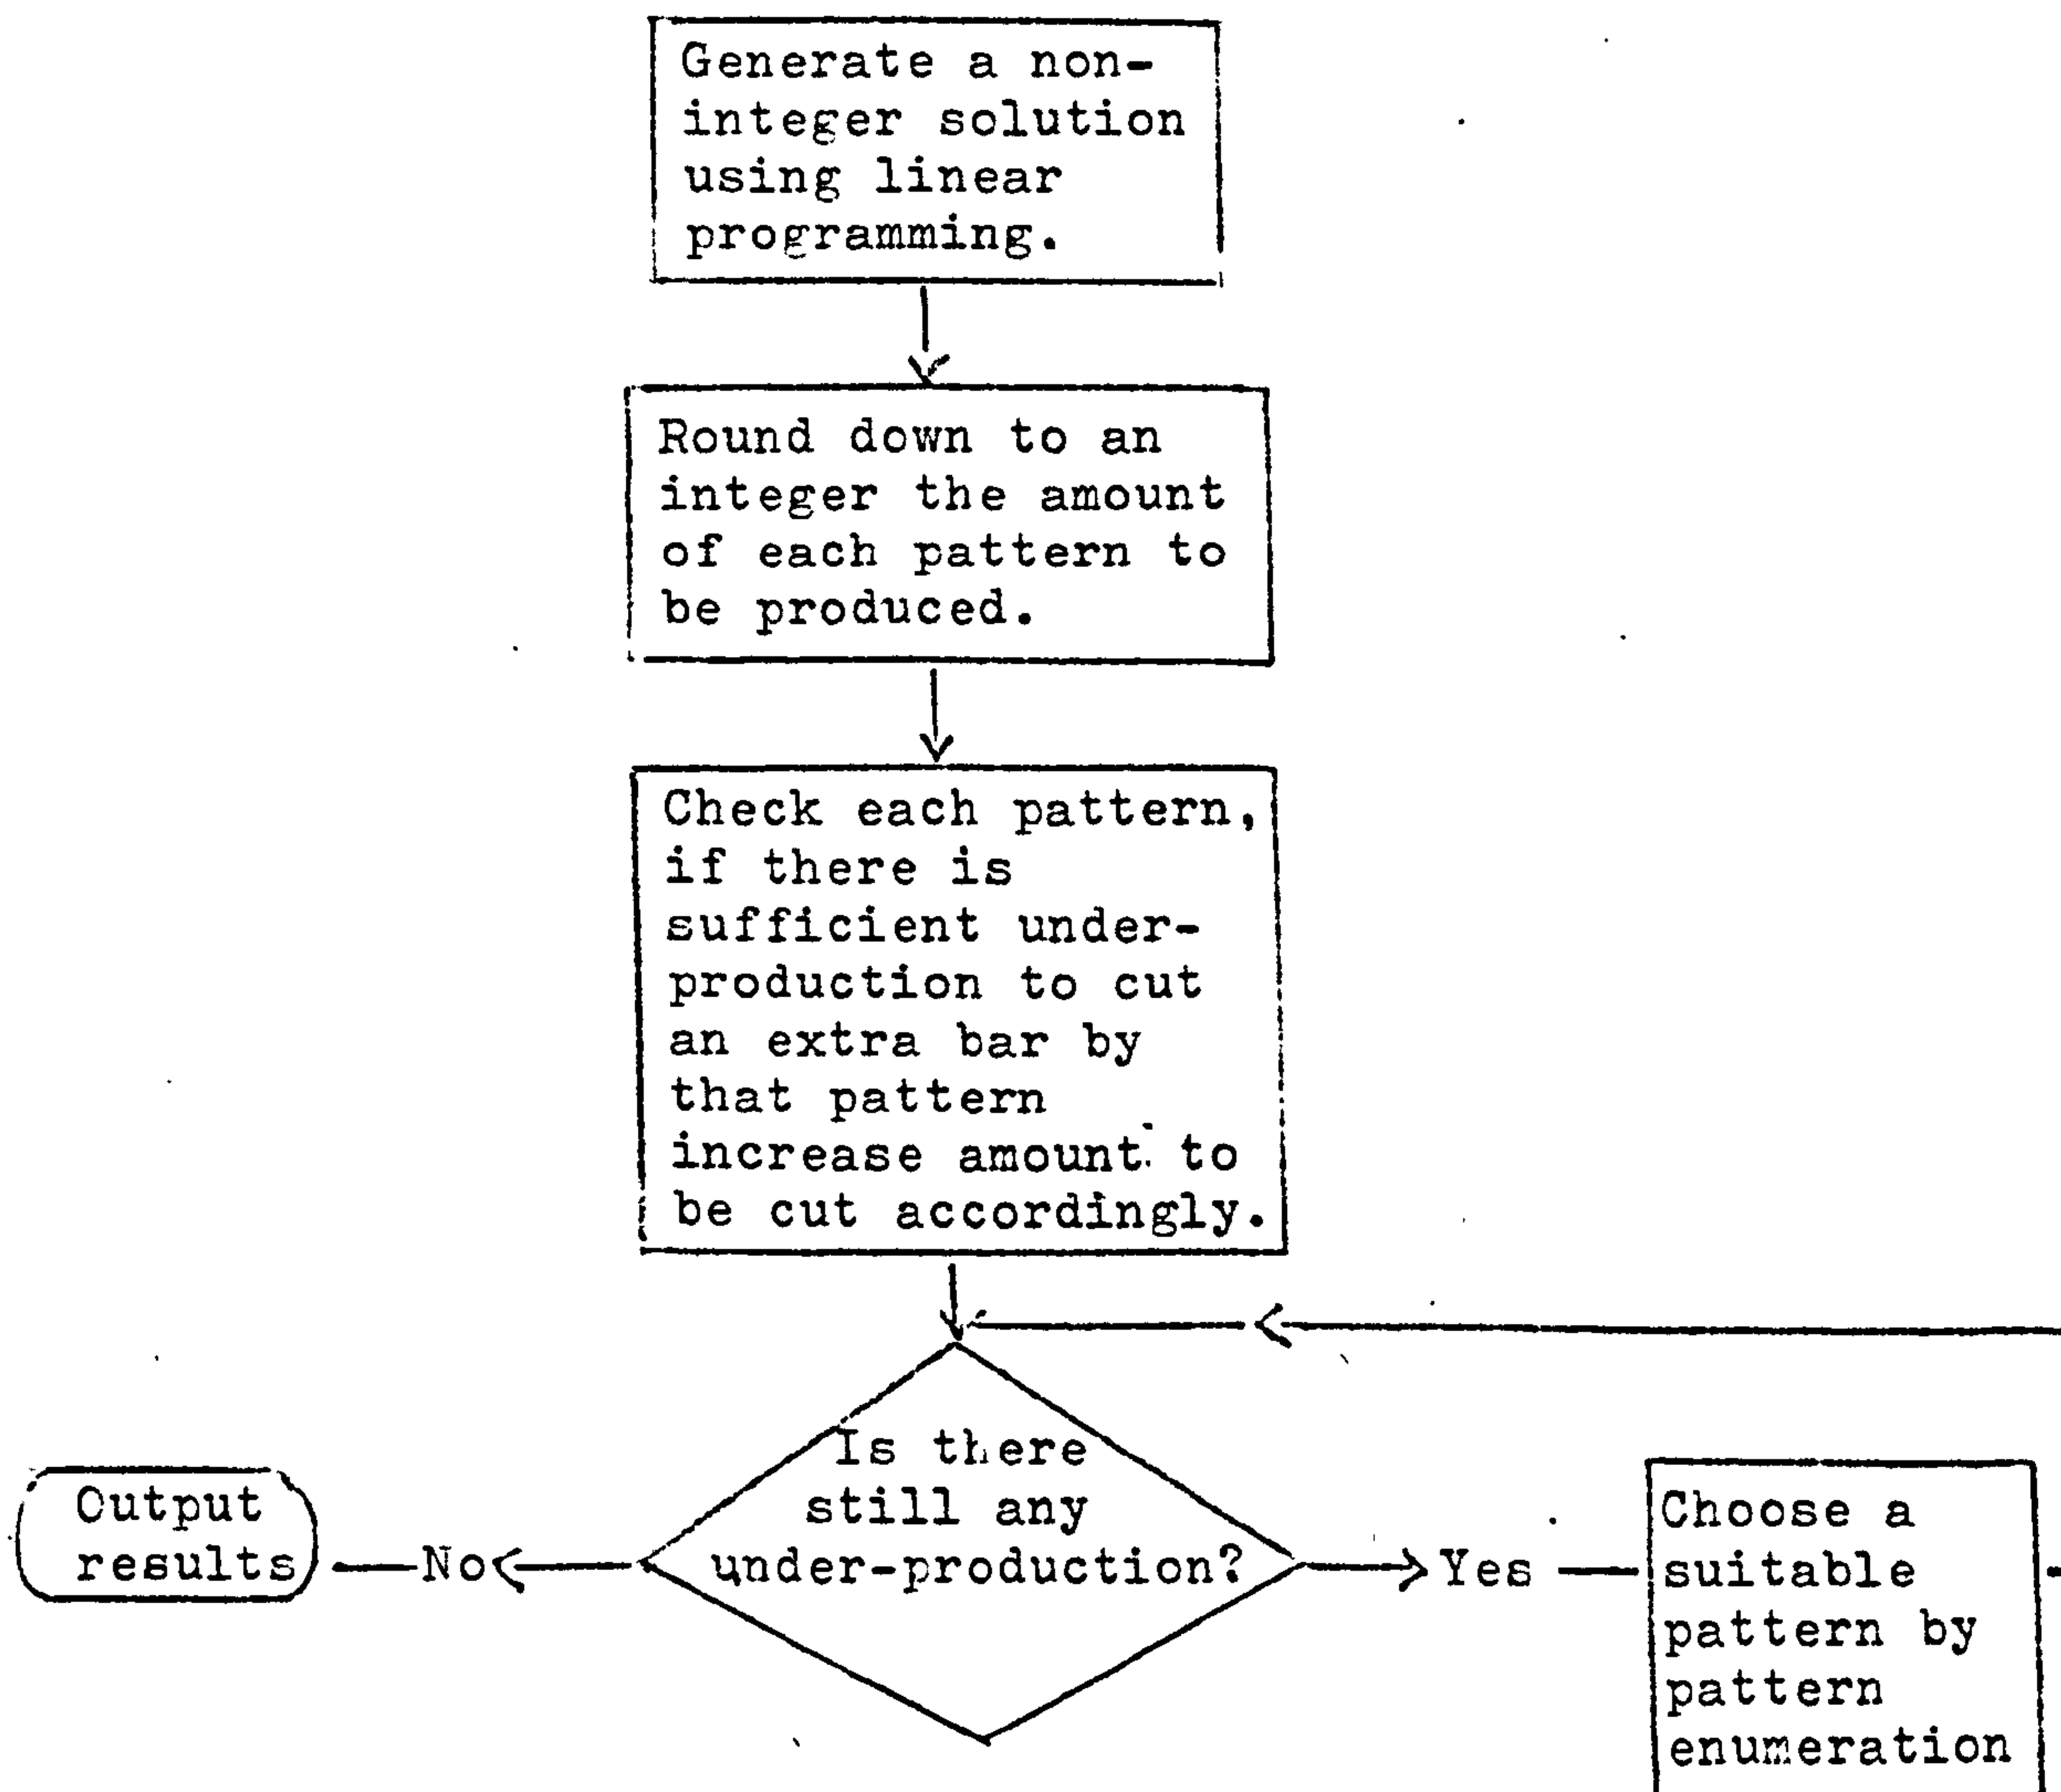 Generate a non-
integer solution
using linear
programming.
Round down to an
integer the amount
of each pattern to
be produced.
Check each pattern,
if there is
sufficient under-
production to cut
an extra bar by
that pattern
increase amount to
be cut accordingly.
Is there
still any
under-production?
No
Output
results
Yes
Choose a
suitable
pattern by
pattern
enumeration